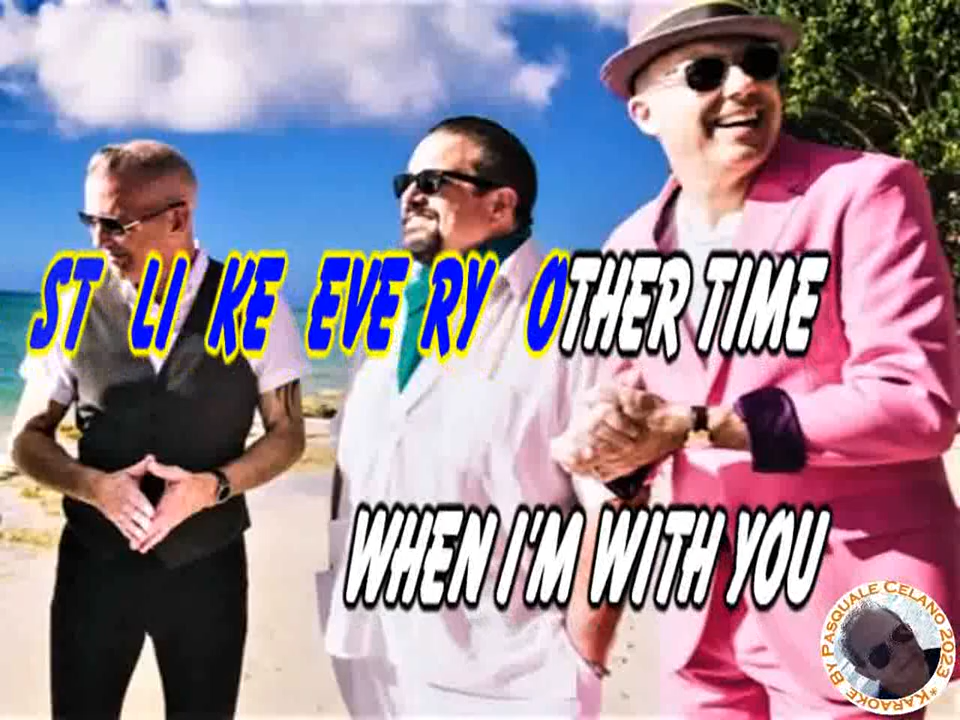 ST LI KE EVE RY OTHER TIME
WHEN I'M WITH YOU
*KARAOKE BY PASQUALE CELANO 2023